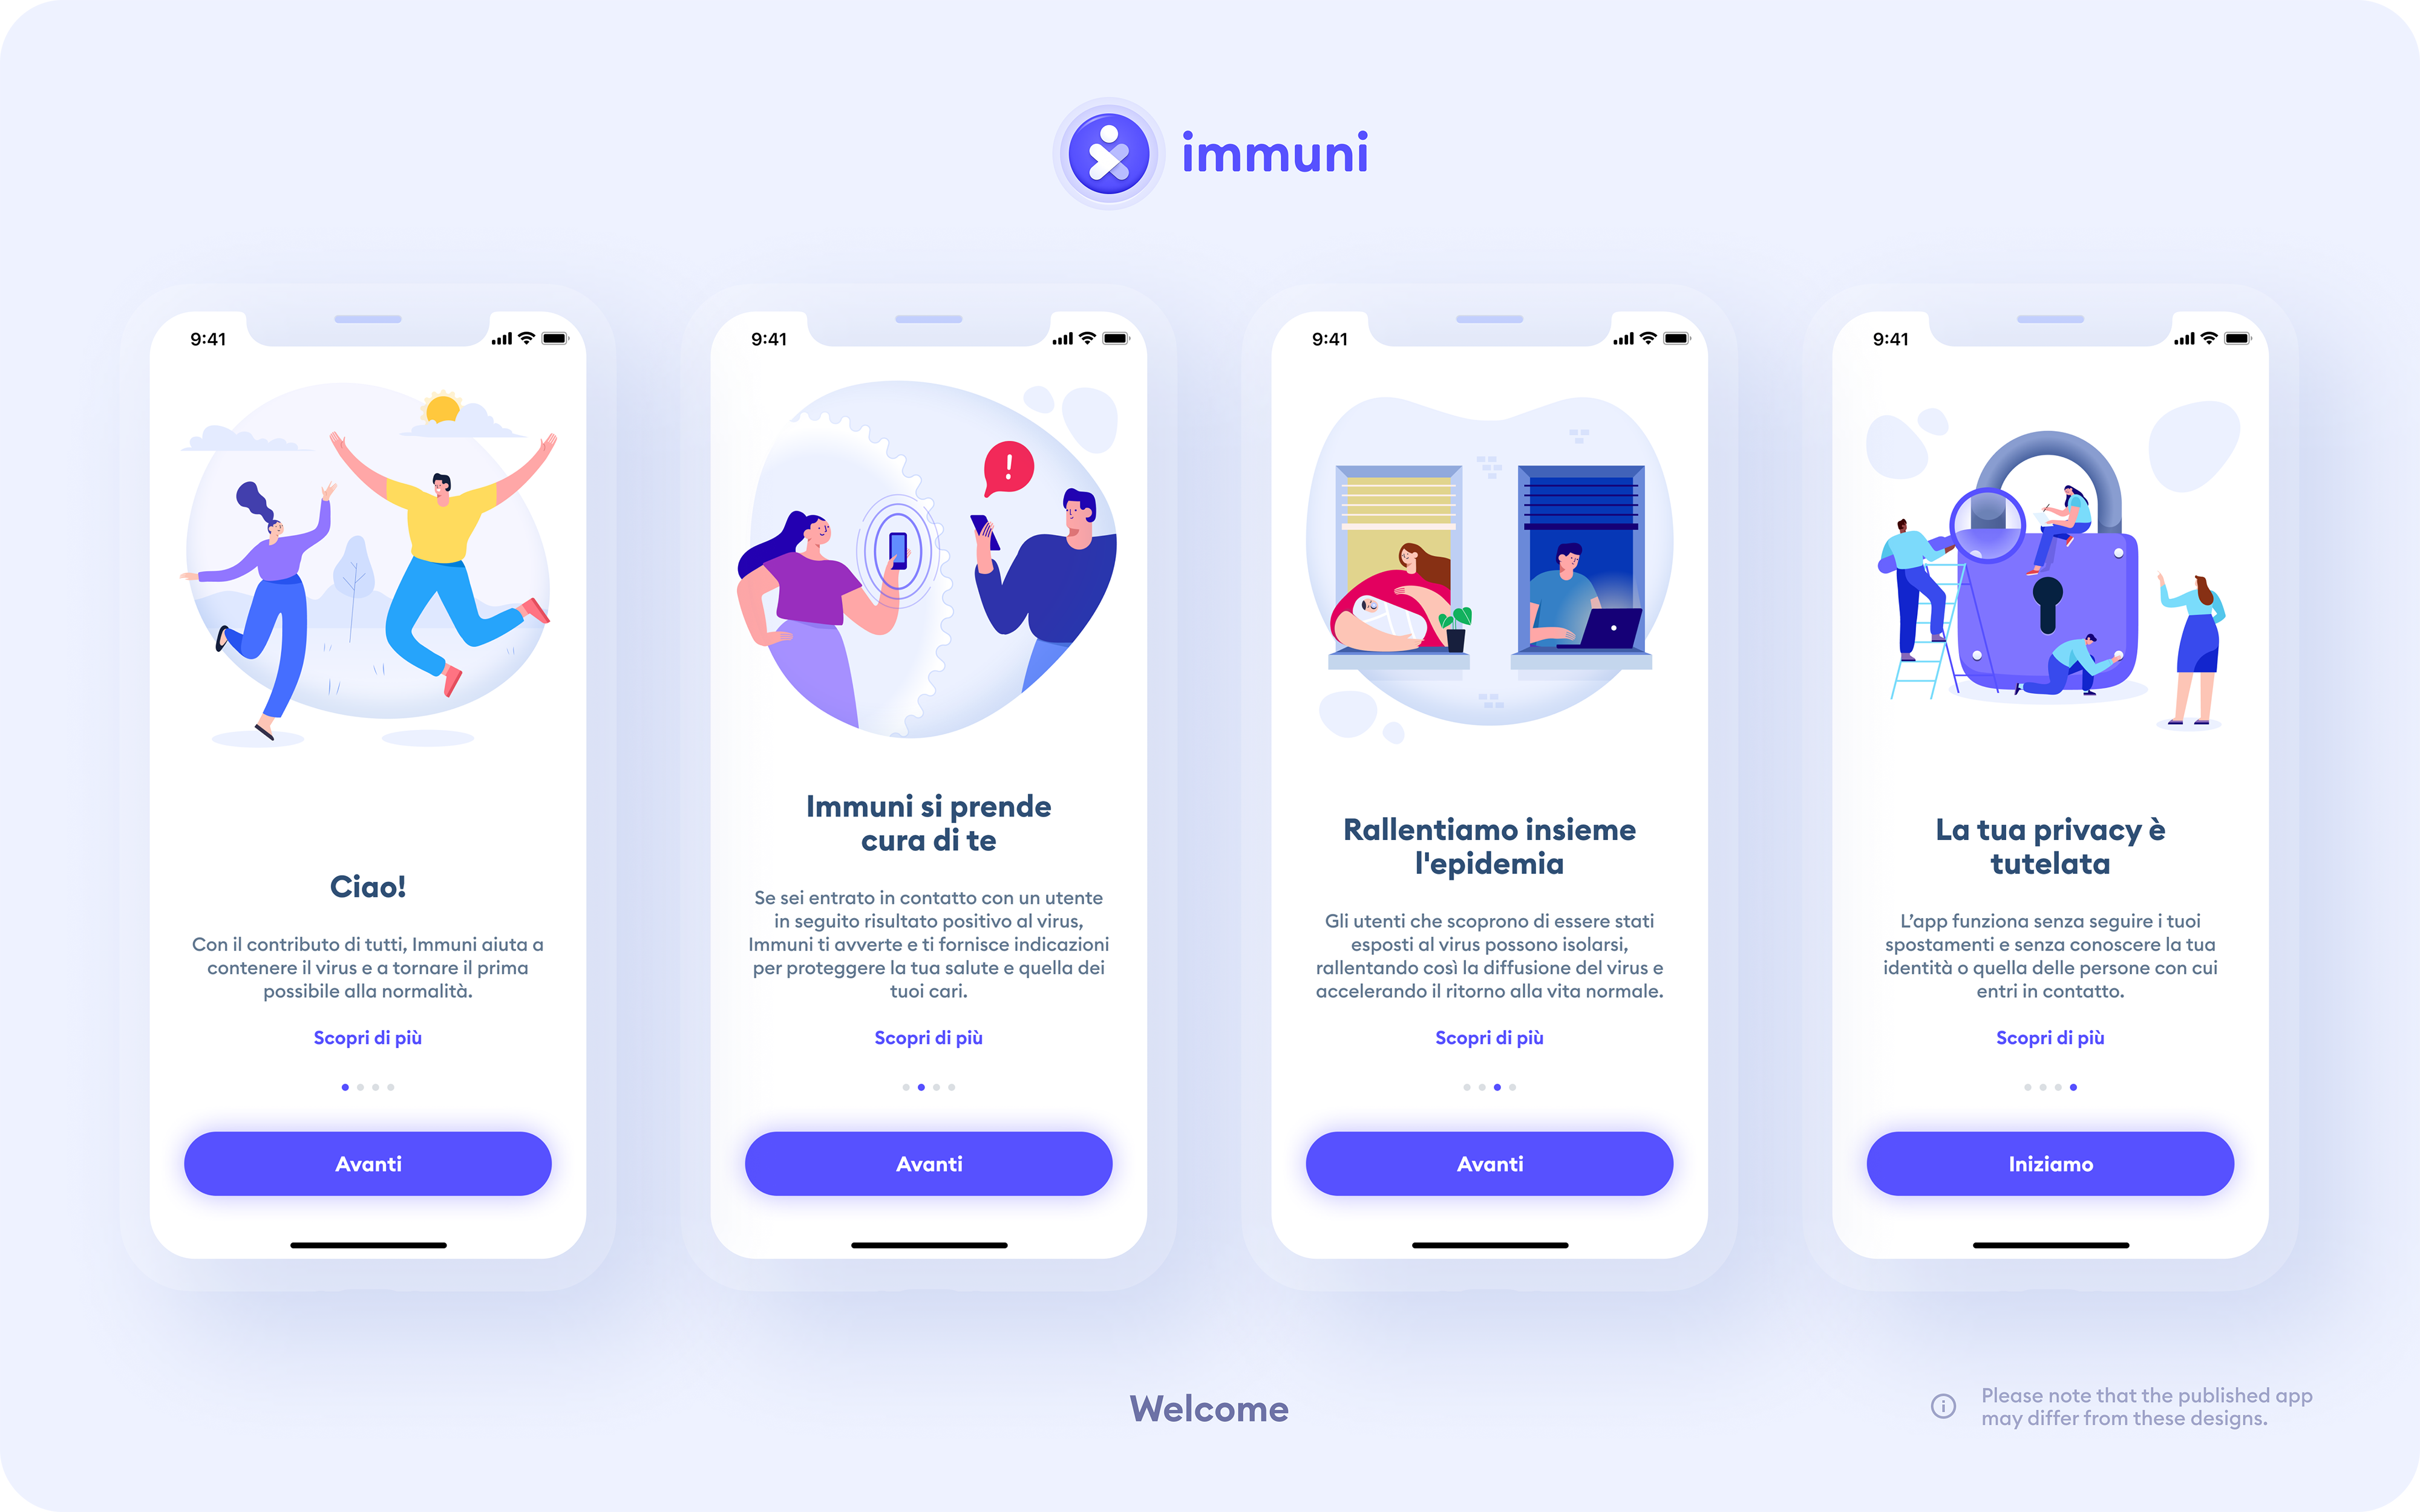 immuni
9:41
Ciao!
Con il contributo di tutti, Immuni aiuta a
contenere il virus e a tornare il prima
possibile alla normalità.
Scopri di più
Avanti
9:41
!
Immuni si prende
cura di te
Se sei entrato in contatto con un utente
in seguito risultato positivo al virus,
Immuni ti avverte e ti fornisce indicazioni
per proteggere la tua salute e quella dei
tuoi cari.
Scopri di più
Avanti
9:41
Rallentiamo insieme
l'epidemia
Gli utenti che scoprono di essere stati
esposti al virus possono isolarsi,
rallentando così la diffusione del virus e
accelerando il ritorno alla vita normale.
Scopri di più
Avanti
9:41
La tua privacy è
tutelata
L’app funziona senza seguire i tuoi
spostamenti e senza conoscere la tua
identità o quella delle persone con cui
entri in contatto.
Scopri di più
Iniziamo
Welcome
Please note that the published app
may differ from these designs.